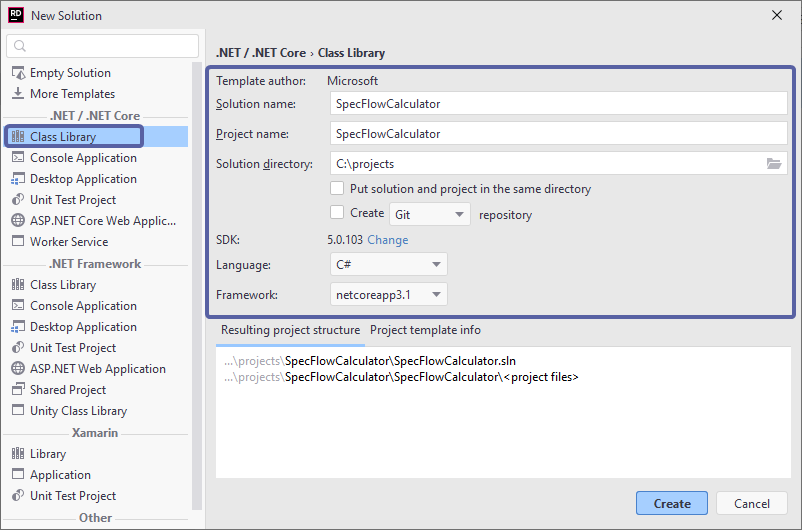 RD
New Solution
Empty Solution
More Templates
.NET / .NET Core
Class Library
Console Application
Desktop Application
Unit Test Project
ASP.NET Core Web Applic...
Worker Service
.NET Framework
Class Library
Console Application
Desktop Application
Unit Test Project
ASP.NET Web Application
Shared Project
Unity Class Library
Xamarin
Library
Application
Unit Test Project
Other
.NET / .NET Core › Class Library
Template author: Microsoft
Solution name: SpecFlowCalculator
Project name: SpecFlowCalculator
Solution directory: C:\projects
Put solution and project in the same directory
Create Git repository
SDK: 5.0.103 Change
Language: C#
Framework: netcoreapp3.1
Resulting project structure Project template info
...\projects\SpecFlowCalculator\SpecFlowCalculator.sln
...\projects\SpecFlowCalculator\SpecFlowCalculator\<project files>
Create Cancel